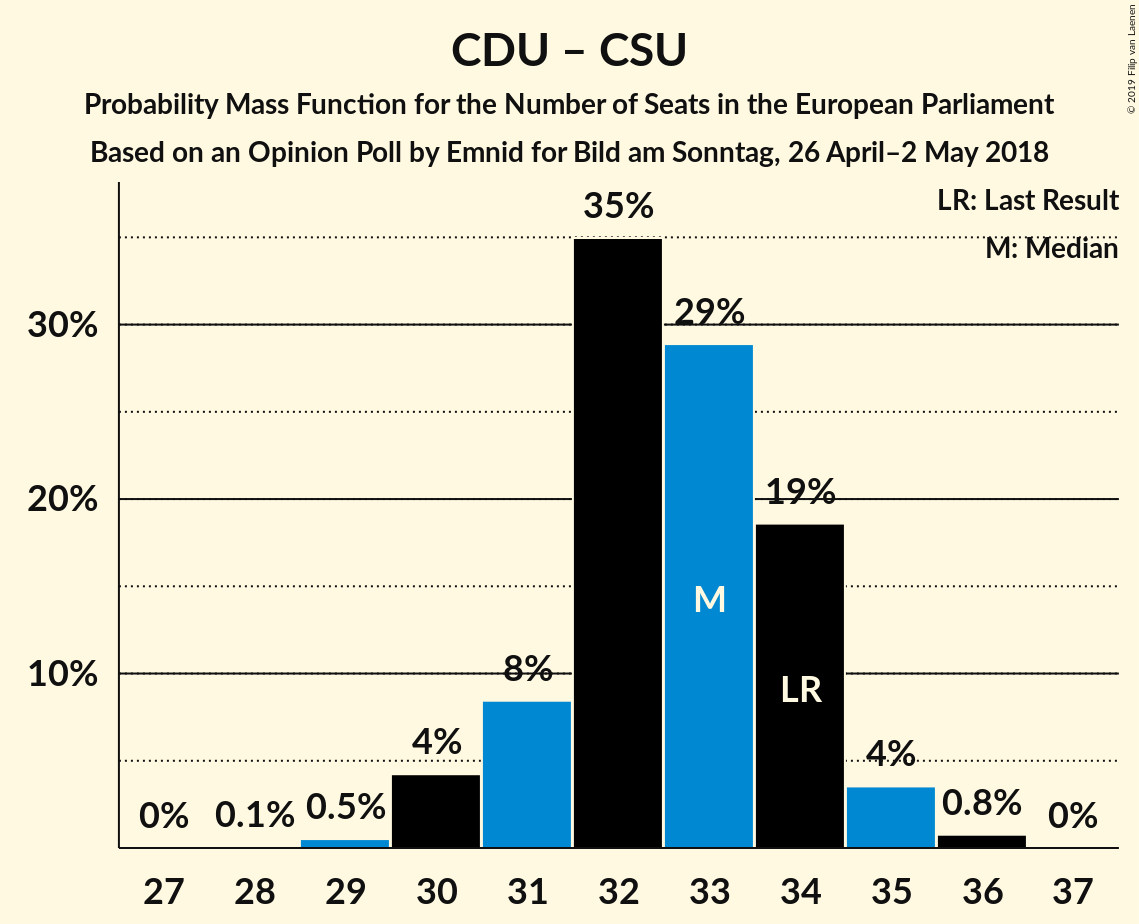 CDU – CSU
Probability Mass Function for the Number of Seats in the European Parliament
Based on an Opinion Poll by Emnid for Bild am Sonntag, 26 April–2 May 2018
© 2019 Filip van Laenen
LR: Last Result
M: Median
35%
29%
19%
8%
4%
4%
0.8%
0.5%
0.1%
0%
0%
M
LR
30%
20%
10%
27 28 29 30 31 32 33 34 35 36 37